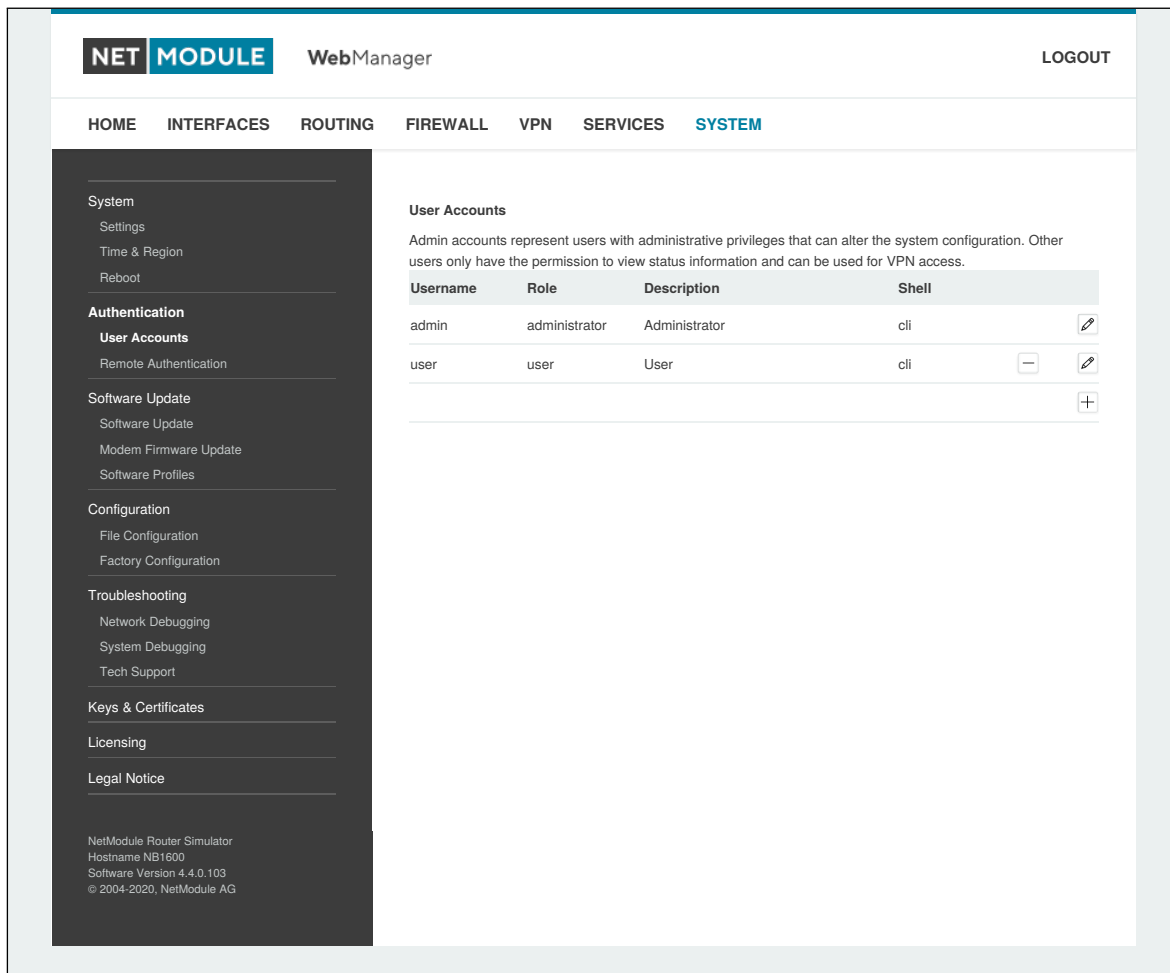 NET MODULE WebManager LOGOUT
HOME INTERFACES ROUTING FIREWALL VPN SERVICES SYSTEM
System
Settings
Time & Region
Reboot
Authentication
User Accounts
Remote Authentication
Software Update
Software Update
Modem Firmware Update
Software Profiles
Configuration
File Configuration
Factory Configuration
Troubleshooting
Network Debugging
System Debugging
Tech Support
Keys & Certificates
Licensing
Legal Notice
NetModule Router Simulator
Hostname NB1600
Software Version 4.4.0.103
© 2004-2020, NetModule AG
User Accounts
Admin accounts represent users with administrative privileges that can alter the system configuration. Other
users only have the permission to view status information and can be used for VPN access.
Username Role Description Shell
admin administrator Administrator cli
user user User cli